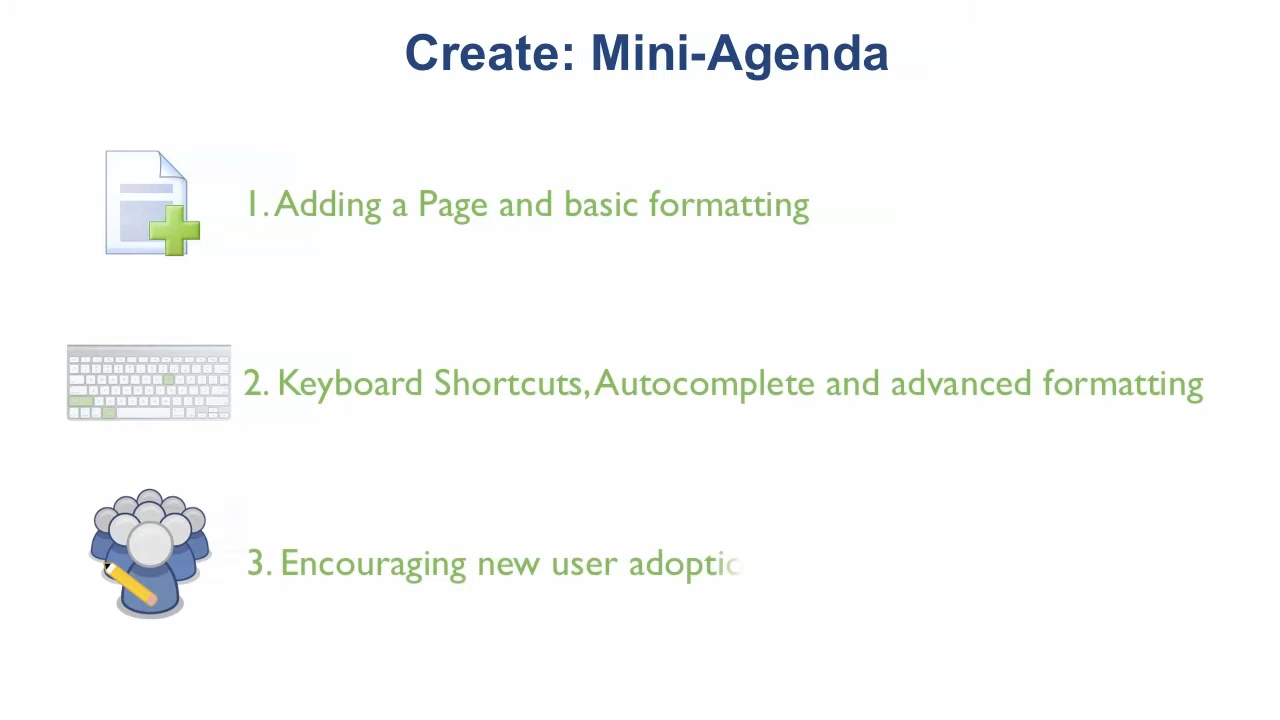 Create: Mini-Agenda
1. Adding a Page and basic formatting
2. Keyboard Shortcuts, Autocomplete and advanced formatting
3. Encouraging new user adoptic